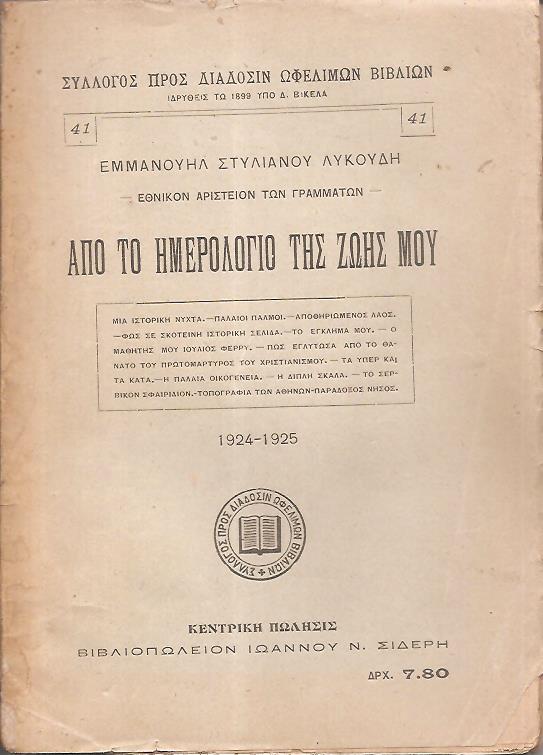 ΣΥΛΛΟΓΟΣ ΠΡΟΣ ΔΙΑΔΟΣΙΝ ΩΦΕΛΙΜΩΝ ΒΙΒΛΙΩΝ
ΙΔΡΥΘΕΙΣ ΤΩ 1899 ΥΠΟ Δ. ΒΙΚΕΛΑ
41 41
ΕΜΜΑΝΟΥΗΛ ΣΤΥΛΙΑΝΟΥ ΛΥΚΟΥΔΗ
— ΕΘΝΙΚΟΝ ΑΡΙΣΤΕΙΟΝ ΤΩΝ ΓΡΑΜΜΑΤΩΝ —
ΑΠΟ ΤΟ ΗΜΕΡΟΛΟΓΙΟ ΤΗΣ ΖΩΗΣ ΜΟΥ
ΜΙΑ ΙΣΤΟΡΙΚΗ ΝΥΧΤΑ.—ΠΑΛΑΙΟΙ ΠΑΛΜΟΙ.—ΑΠΟΘΗΡΙΩΜΕΝΟΣ ΛΑΟΣ.
—ΦΩΣ ΣΕ ΣΚΟΤΕΙΝΗ ΙΣΤΟΡΙΚΗ ΣΕΛΙΔΑ.—ΤΟ ΕΓΚΛΗΜΑ ΜΟΥ.— Ο
ΜΑΘΗΤΗΣ ΜΟΥ ΙΟΥΛΙΟΣ ΦΕΡΡΥ.— ΠΩΣ ΕΓΛΥΤΩΣΑ ΑΠΟ ΤΟ ΘΑ-
ΝΑΤΟ ΤΟΥ ΠΡΩΤΟΜΑΡΤΥΡΟΣ ΤΟΥ ΧΡΙΣΤΙΑΝΙΣΜΟΥ.— ΤΑ ΥΠΕΡ ΚΑΙ
ΤΑ ΚΑΤΑ.—Η ΠΑΛΑΙΑ ΟΙΚΟΓΕΝΕΙΑ. — Η ΔΙΠΛΗ ΣΚΑΛΑ. — ΤΟ ΣΕΡ-
ΒΙΚΟΝ ΣΦΑΙΡΙΔΙΟΝ.-ΤΟΠΟΓΡΑΦΙΑ ΤΩΝ ΑΘΗΝΩΝ-ΠΑΡΑΔΟΞΟΣ ΝΗΣΟΣ.
1924-1925
ΣΥΛΛΟΓΟΣ ΠΡΟΣ ΔΙΑΔΟΣΙΝ ΩΦΕΛΙΜΩΝ ΒΙΒΛΙΩΝ
ΚΕΝΤΡΙΚΗ ΠΩΛΗΣΙΣ
ΒΙΒΛΙΟΠΩΛΕΙΟΝ ΙΩΑΝΝΟΥ Ν. ΣΙΔΕΡΗ
ΔΡΧ. 7.80